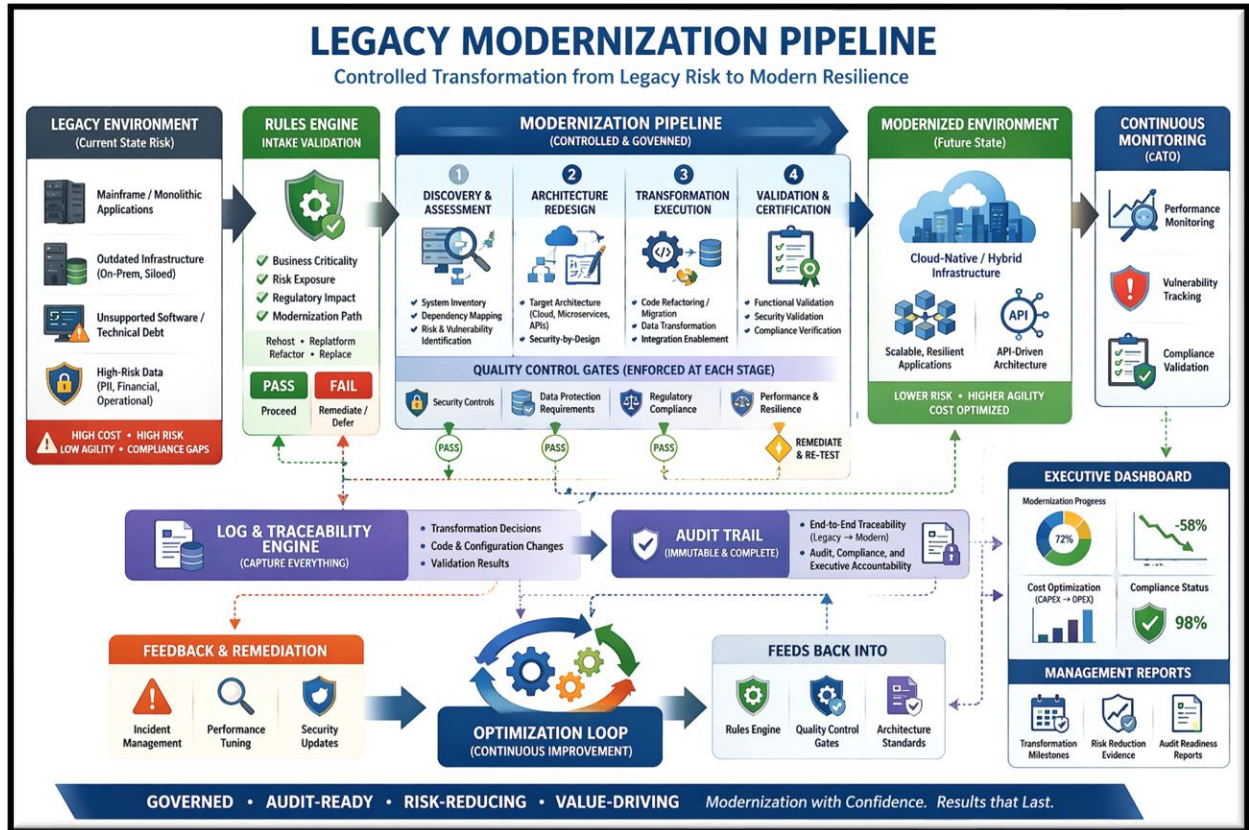 LEGACY MODERNIZATION PIPELINE
Controlled Transformation from Legacy Risk to Modern Resilience
LEGACY ENVIRONMENT
(Current State Risk)
Mainframe / Monolithic
Applications
Outdated Infrastructure
(On-Prem, Siloed)
Unsupported Software /
Technical Debt
High-Risk Data
(PII, Financial,
Operational)
HIGH COST • HIGH RISK
LOW AGILITY • COMPLIANCE GAPS
RULES ENGINE
INTAKE VALIDATION
Business Criticality
Risk Exposure
Regulatory Impact
Modernization Path
Rehost • Replatform
Refactor • Replace
PASS
Proceed
FAIL
Remediate /
Defer
MODERNIZATION PIPELINE
(CONTROLLED & GOVERNED)
1
DISCOVERY &
ASSESSMENT
System Inventory
Dependency Mapping
Risk & Vulnerability
Identification
2
ARCHITECTURE
REDESIGN
Target Architecture
(Cloud, Microservices,
APIs)
Security-by-Design
3
TRANSFORMATION
EXECUTION
Code Refactoring /
Migration
Data Transformation
Integration Enablement
4
VALIDATION &
CERTIFICATION
Functional Validation
Security Validation
Compliance Verification
QUALITY CONTROL GATES (ENFORCED AT EACH STAGE)
Security Controls
Data Protection
Requirements
Regulatory
Compliance
Performance &
Resilience
PASS
PASS
PASS
REMEDIATE
& RE-TEST
MODERNIZED ENVIRONMENT
(Future State)
Cloud-Native / Hybrid
Infrastructure
Scalable, Resilient
Applications
API
API-Driven
Architecture
LOWER RISK • HIGHER AGILITY
COST OPTIMIZED
CONTINUOUS
MONITORING
(cATO)
Performance
Monitoring
Vulnerability
Tracking
Compliance
Validation
LOG & TRACEABILITY
ENGINE
(CAPTURE EVERYTHING)
• Transformation Decisions
• Code & Configuration Changes
• Validation Results
AUDIT TRAIL
(IMMUTABLE & COMPLETE)
• End-to-End Traceability
(Legacy → Modern)
• Audit, Compliance, and
Executive Accountability
EXECUTIVE DASHBOARD
Modernization Progress
72%
-58%
Cost Optimization
(CAPEX → OPEX)
Compliance Status
98%
MANAGEMENT REPORTS
Transformation
Milestones
Risk Reduction
Evidence
Audit Readiness
Reports
FEEDBACK & REMEDIATION
Incident
Management
Performance
Tuning
Security
Updates
OPTIMIZATION LOOP
(CONTINUOUS IMPROVEMENT)
FEEDS BACK INTO
Rules Engine
Quality Control
Gates
Architecture
Standards
GOVERNED • AUDIT-READY • RISK-REDUCING • VALUE-DRIVING Modernization with Confidence. Results that Last.